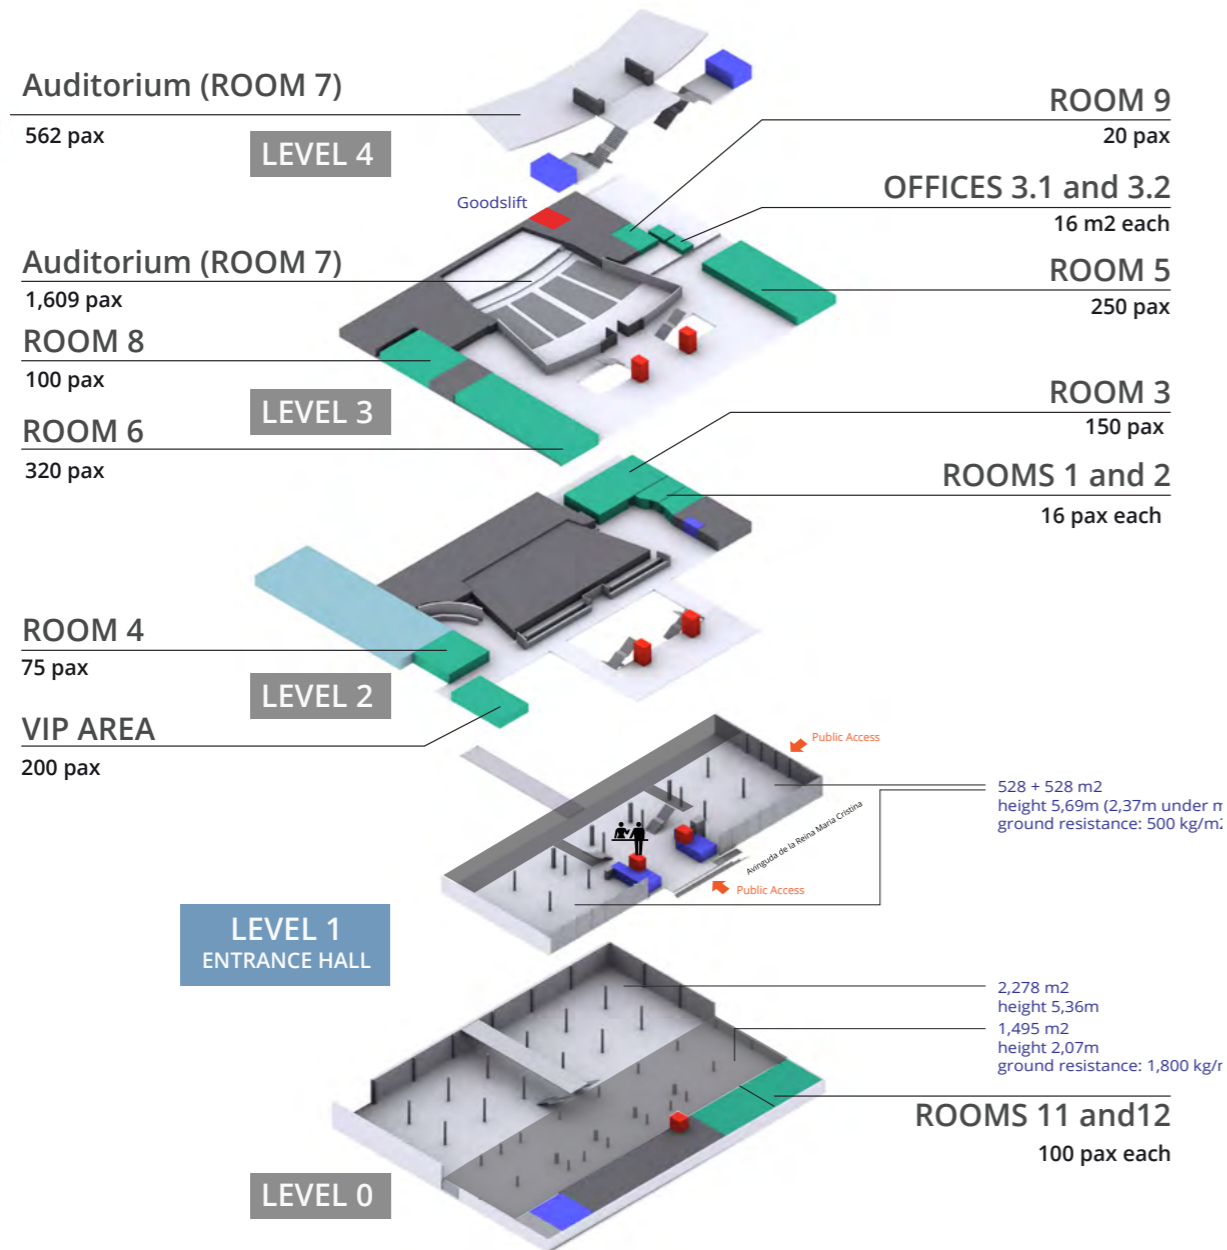 Auditorium (ROOM 7)
562 pax
LEVEL 4
ROOM 9
20 pax
OFFICES 3.1 and 3.2
16 m2 each
Goodslift
Auditorium (ROOM 7)
1,609 pax
ROOM 5
250 pax
ROOM 8
100 pax
LEVEL 3
ROOM 6
320 pax
ROOM 3
150 pax
ROOMS 1 and 2
16 pax each
ROOM 4
75 pax
LEVEL 2
VIP AREA
200 pax
Public Access
528 + 528 m2
height 5,69m (2,37m under
ground resistance: 500 kg/m2
Avinguda de la Reina Maria Cristina
Public Access
LEVEL 1
ENTRANCE HALL
2,278 m2
height 5,36m
1,495 m2
height 2,07m
ground resistance: 1,800 kg/
ROOMS 11 and12
100 pax each
LEVEL 0